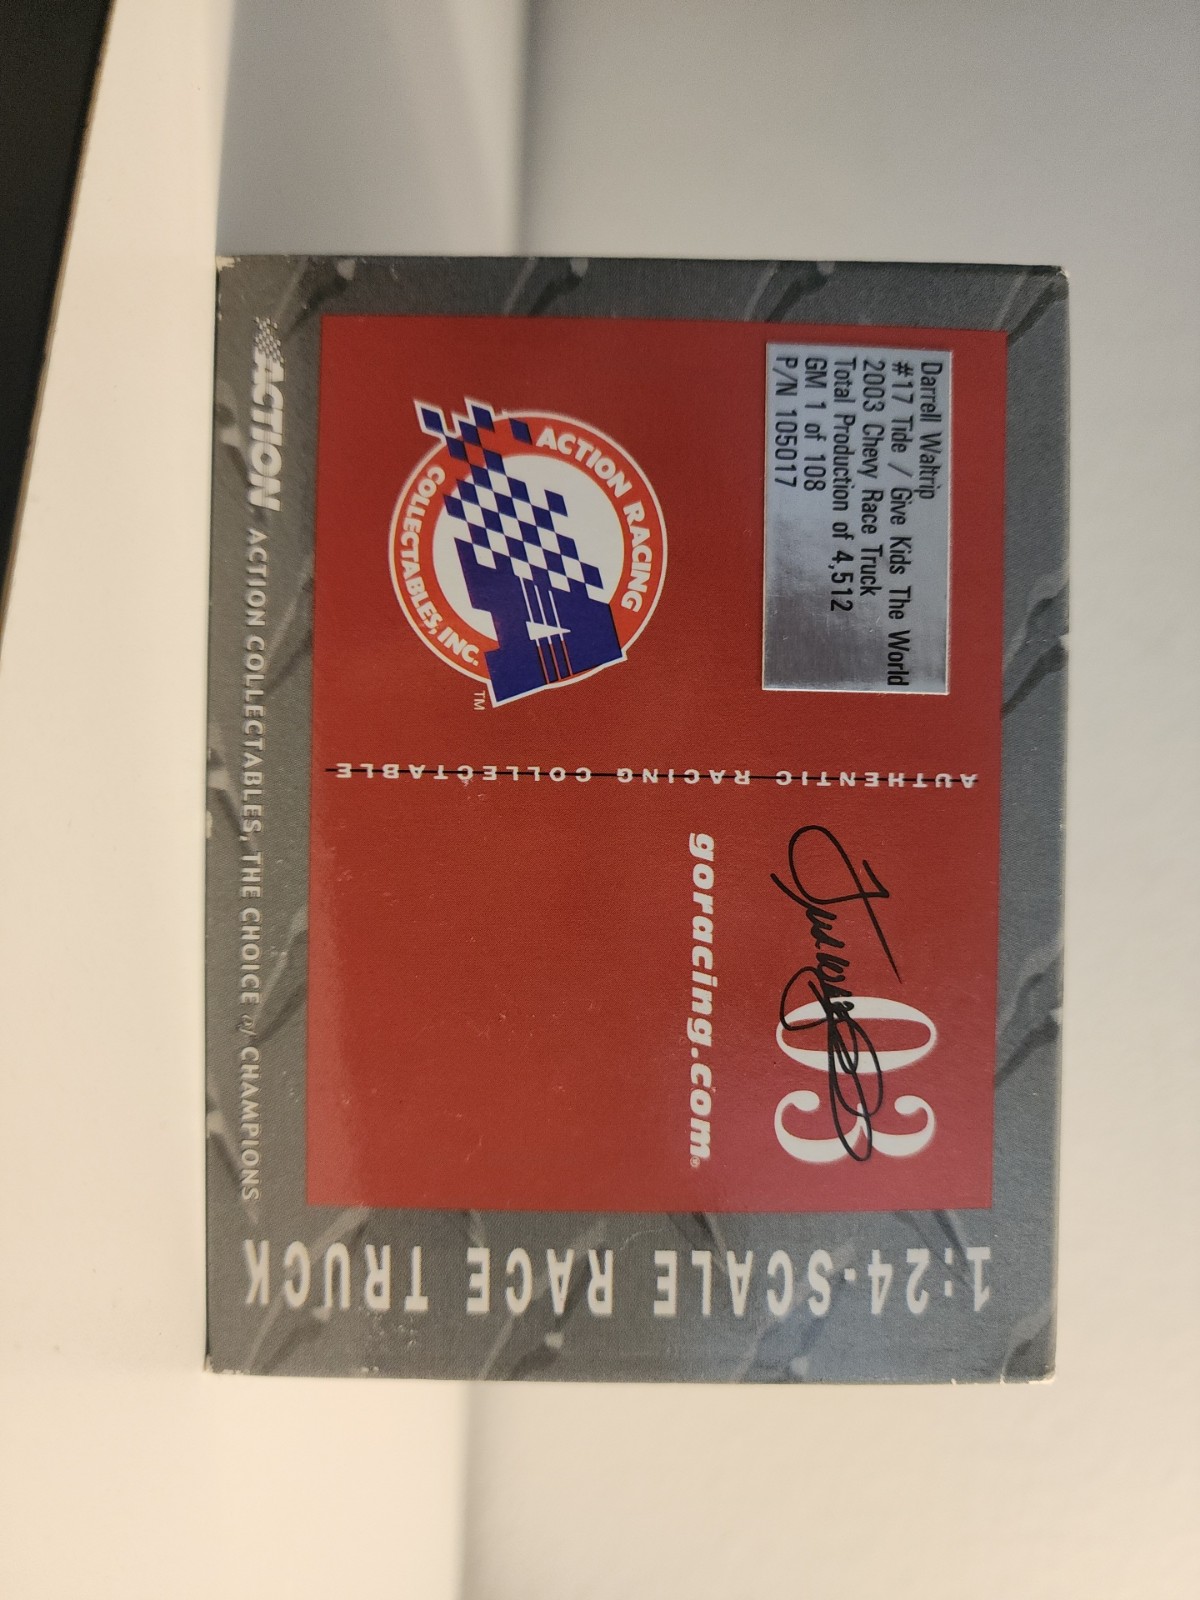 Darrell Waltrip
#17 Tide / Give Kids The World
2003 Chevy Race Truck
Total Production of 4,512
GM 1 of 108
P/N 105017
ACTION RACING
COLLECTABLES, INC.
TM
AUTHENTIC RACING COLLECTABLE
03
goracing.com®
1:24-SCALE RACE TRUCK
ACTION. ACTION COLLECTABLES, THE CHOICE of CHAMPIONS